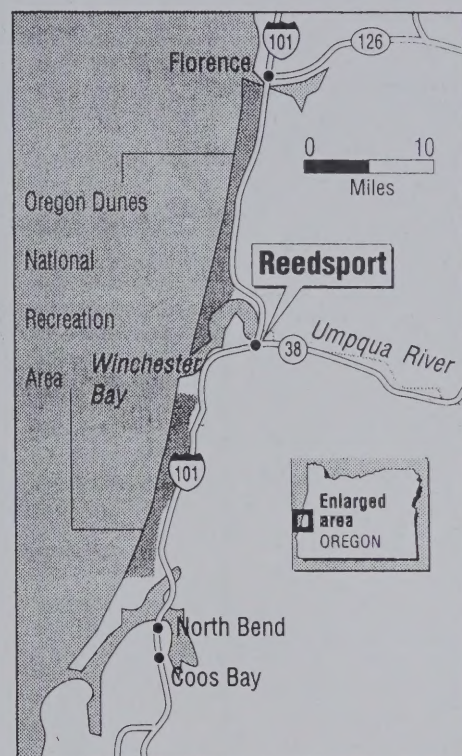 101
126
Florence
0 10
Miles
Oregon Dunes
National
Recreation
Area
Reedsport
Winchester
Bay
38
Umpqua River
101
Enlarged
area
OREGON
North Bend
Coos Bay